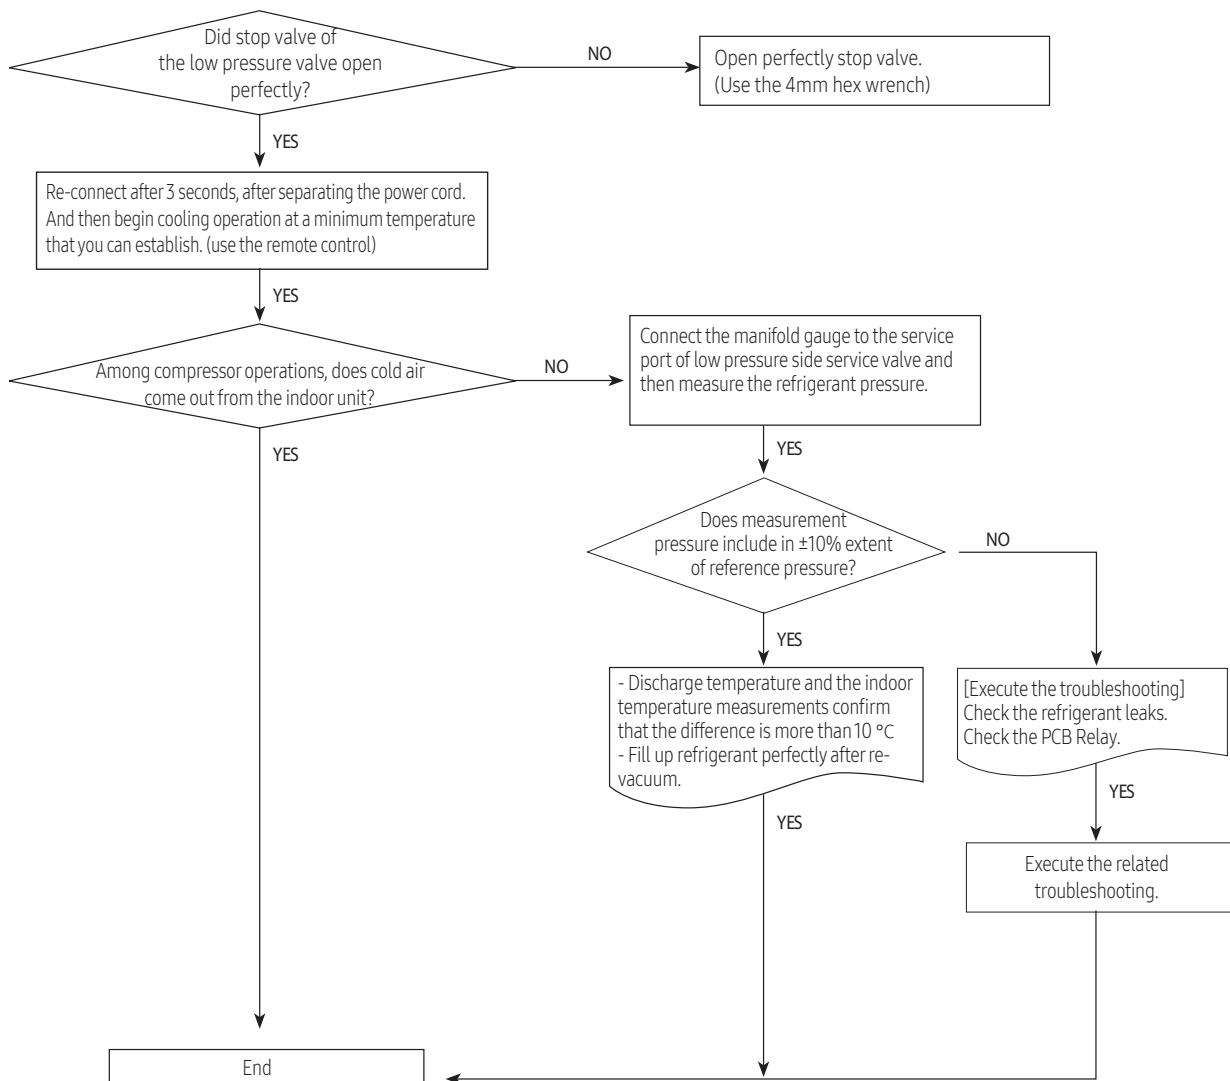 Did stop valve of
the low pressure valve open
perfectly?
NO
Open perfectly stop valve.
(Use the 4mm hex wrench)
YES
Re-connect after 3 seconds, after separating the power cord.
And then begin cooling operation at a minimum temperature
that you can establish. (use the remote control)
YES
Among compressor operations, does cold air
come out from the indoor unit?
NO
Connect the manifold gauge to the service
port of low pressure side service valve and
then measure the refrigerant pressure.
YES
YES
Does measurement
pressure include in ±10% extent
of reference pressure?
NO
YES
- Discharge temperature and the indoor
temperature measurements confirm
that the difference is more than 10 °C
- Fill up refrigerant perfectly after re-
vacuum.
[Execute the troubleshooting]
Check the refrigerant leaks.
Check the PCB Relay.
YES
YES
Execute the related
troubleshooting.
End